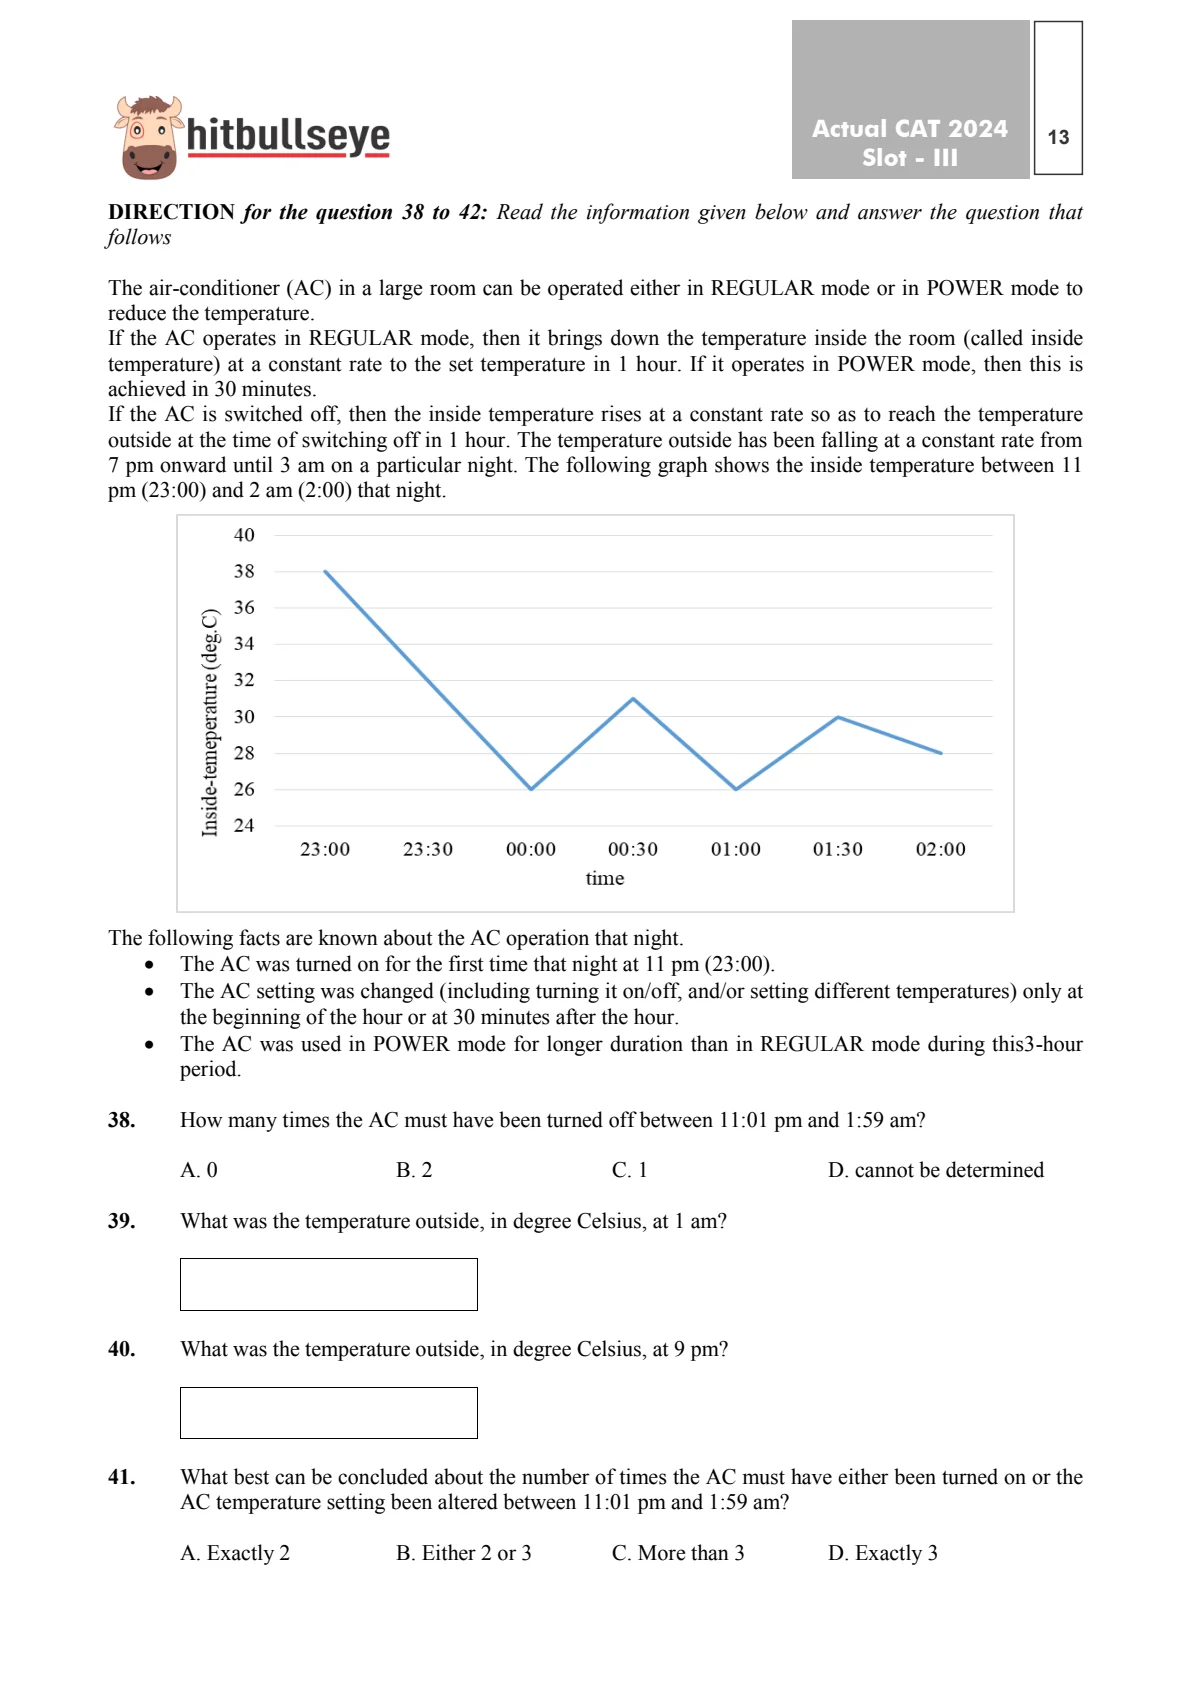 hitbullseye
Actual CAT 2024
Slot - III
13
DIRECTION for the question 38 to 42: Read the information given below and answer the question that
follows
The air-conditioner (AC) in a large room can be operated either in REGULAR mode or in POWER mode to
reduce the temperature.
If the AC operates in REGULAR mode, then it brings down the temperature inside the room (called inside
temperature) at a constant rate to the set temperature in 1 hour. If it operates in POWER mode, then this is
achieved in 30 minutes.
If the AC is switched off, then the inside temperature rises at a constant rate so as to reach the temperature
outside at the time of switching off in 1 hour. The temperature outside has been falling at a constant rate from
7 pm onward until 3 am on a particular night. The following graph shows the inside temperature between 11
pm (23:00) and 2 am (2:00) that night.
40
38
36
34
32
30
28
26
24
Inside-temeperature (deg.C)
23:00 23:30 00:00 00:30 01:00 01:30 02:00
time
The following facts are known about the AC operation that night.
• The AC was turned on for the first time that night at 11 pm (23:00).
• The AC setting was changed (including turning it on/off, and/or setting different temperatures) only at
the beginning of the hour or at 30 minutes after the hour.
• The AC was used in POWER mode for longer duration than in REGULAR mode during this3-hour
period.
38. How many times the AC must have been turned off between 11:01 pm and 1:59 am?
A. 0 B. 2 C. 1 D. cannot be determined
39. What was the temperature outside, in degree Celsius, at 1 am?
40. What was the temperature outside, in degree Celsius, at 9 pm?
41. What best can be concluded about the number of times the AC must have either been turned on or the
AC temperature setting been altered between 11:01 pm and 1:59 am?
A. Exactly 2 B. Either 2 or 3 C. More than 3 D. Exactly 3